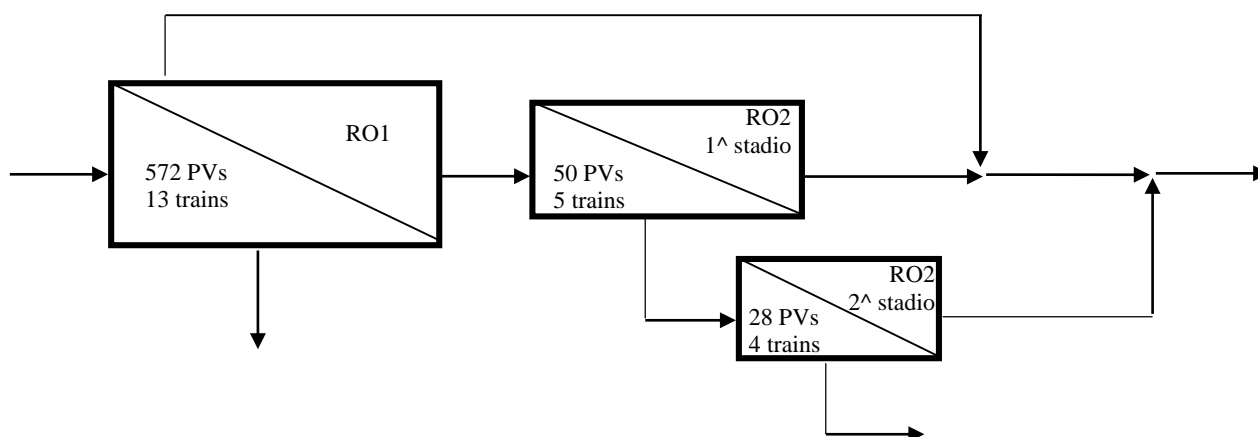 RO1
572 PVs
13 trains
RO2
1^ stadio
50 PVs
5 trains
RO2
2^ stadio
28 PVs
4 trains